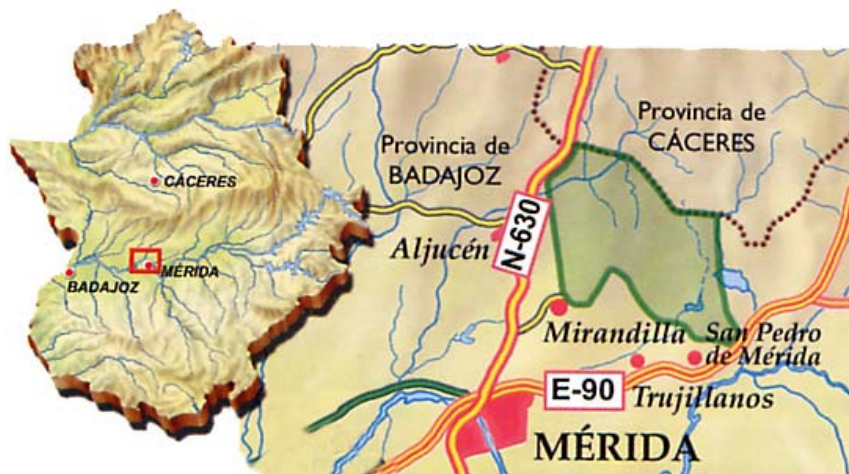 CÁCERES
MÉRIDA
BADAJOZ
Provincia de
BADAJOZ
Provincia de
CÁCERES
Aljucén
N-630
Mirandilla
San Pedro
de Mérida
E-90
Trujillanos
MÉRIDA